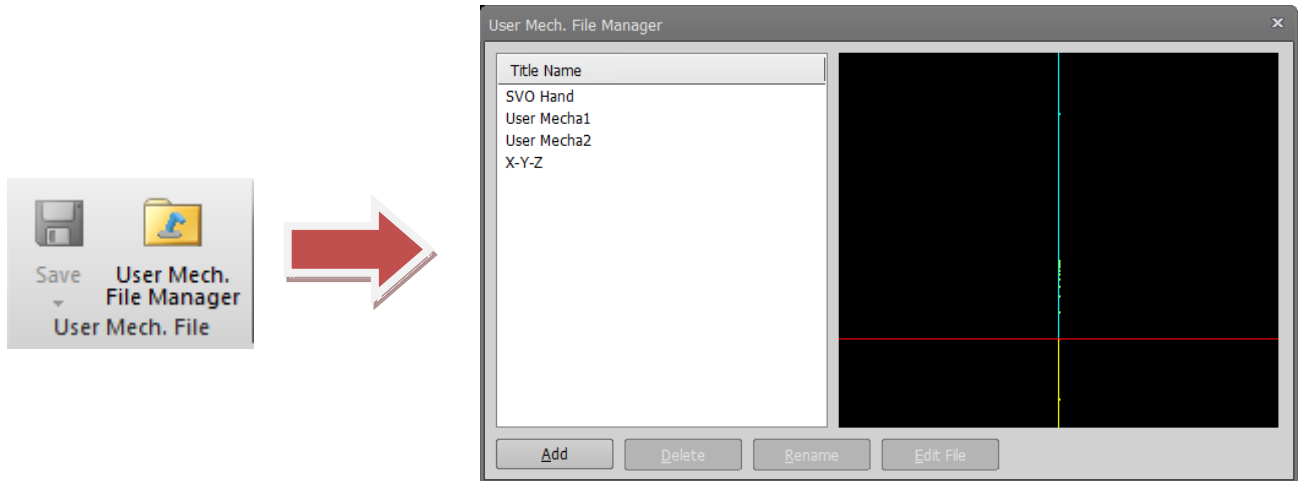 Save
User Mech.
File Manager
User Mech. File
User Mech. File Manager
x
Title Name
SVO Hand
User Mecha1
User Mecha2
X-Y-Z
Add Delete Rename Edit File